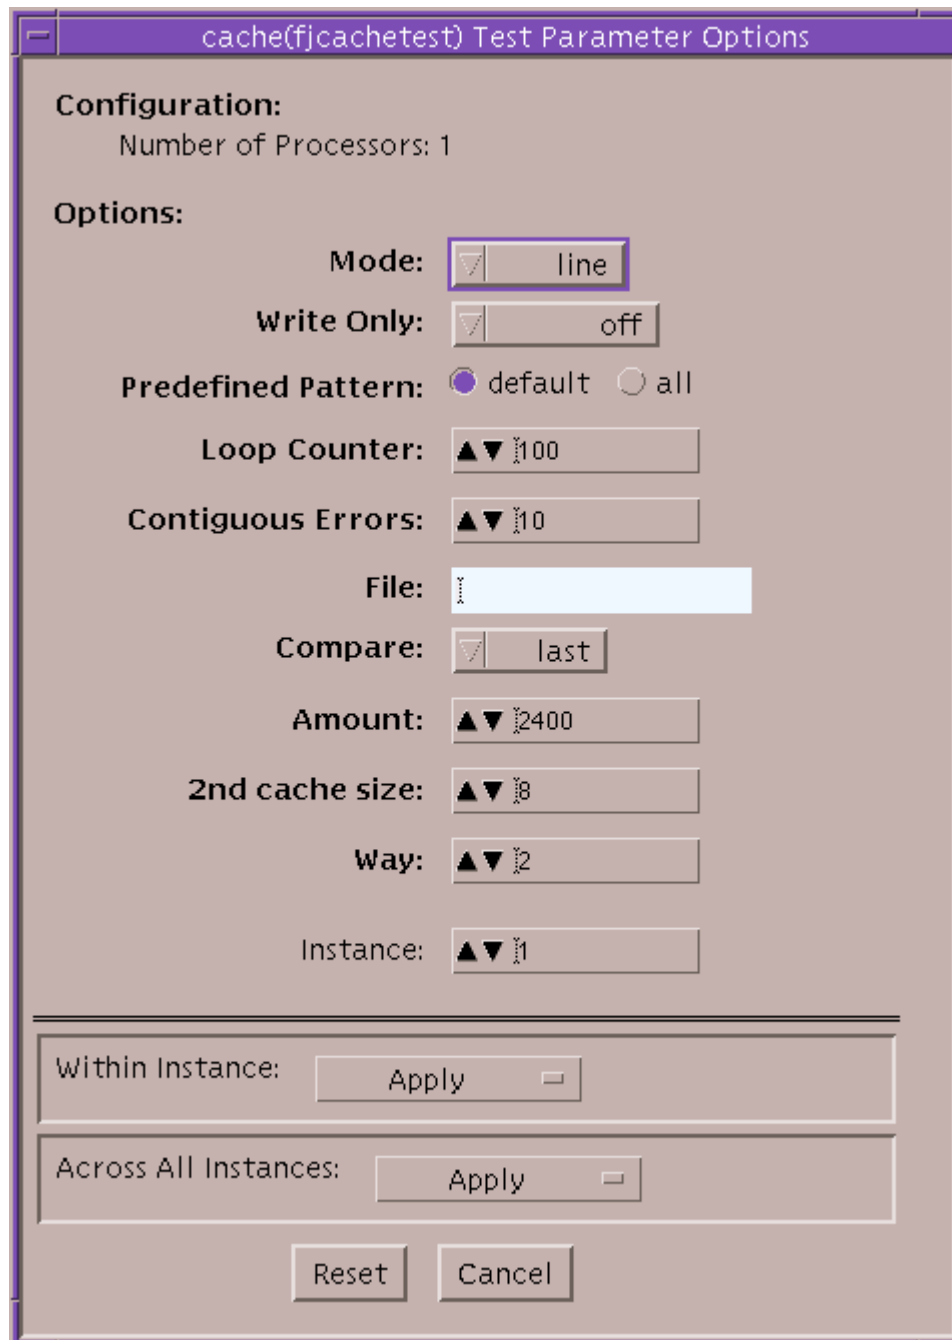 cache(fjcachetest) Test Parameter Options
Configuration:
Number of Processors: 1
Options:
Mode: line
Write Only: off
Predefined Pattern: default all
Loop Counter: 100
Contiguous Errors: 10
File:
Compare: last
Amount: 2400
2nd cache size: 8
Way: 2
Instance: 1
Within Instance: Apply
Across All Instances: Apply
Reset Cancel